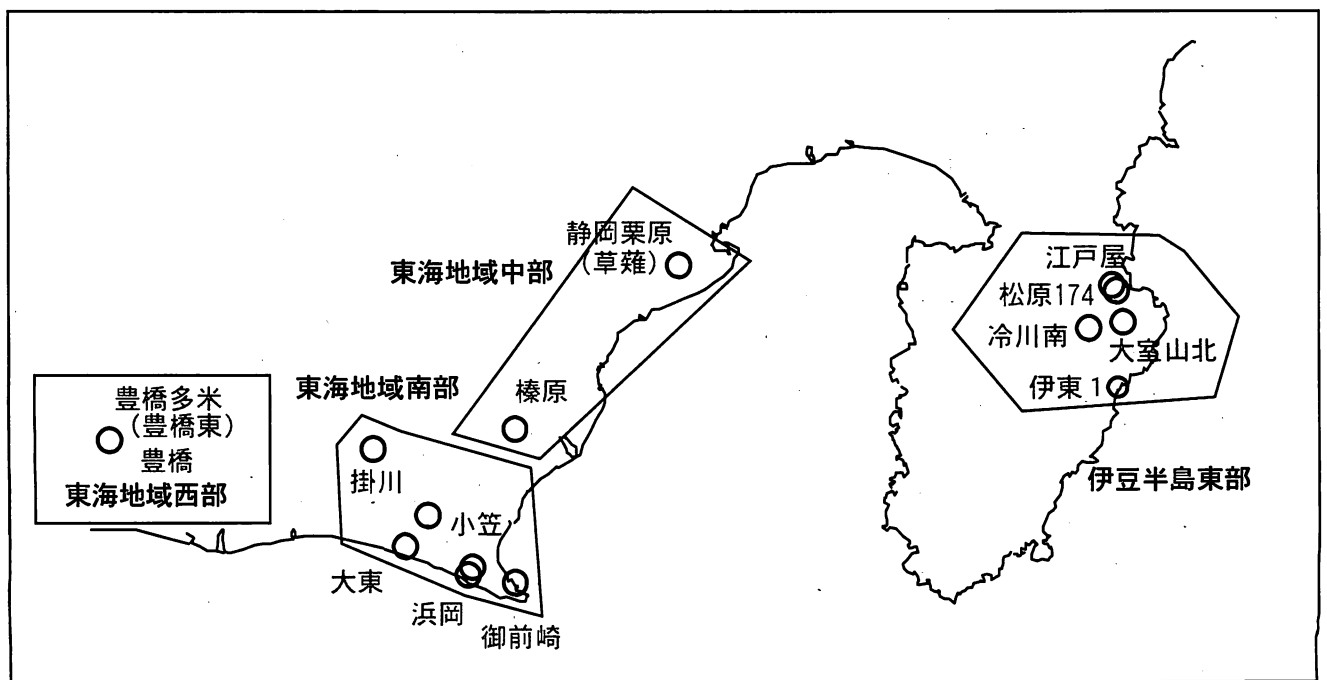 静岡栗原
(草薙)
東海地域中部
江戸屋
松原174
冷川南
大室山北
伊東1
伊豆半島東部
東海地域南部
榛原
豊橋多米
(豊橋東)
豊橋
東海地域西部
掛川
小笠
大東
浜岡
御前崎